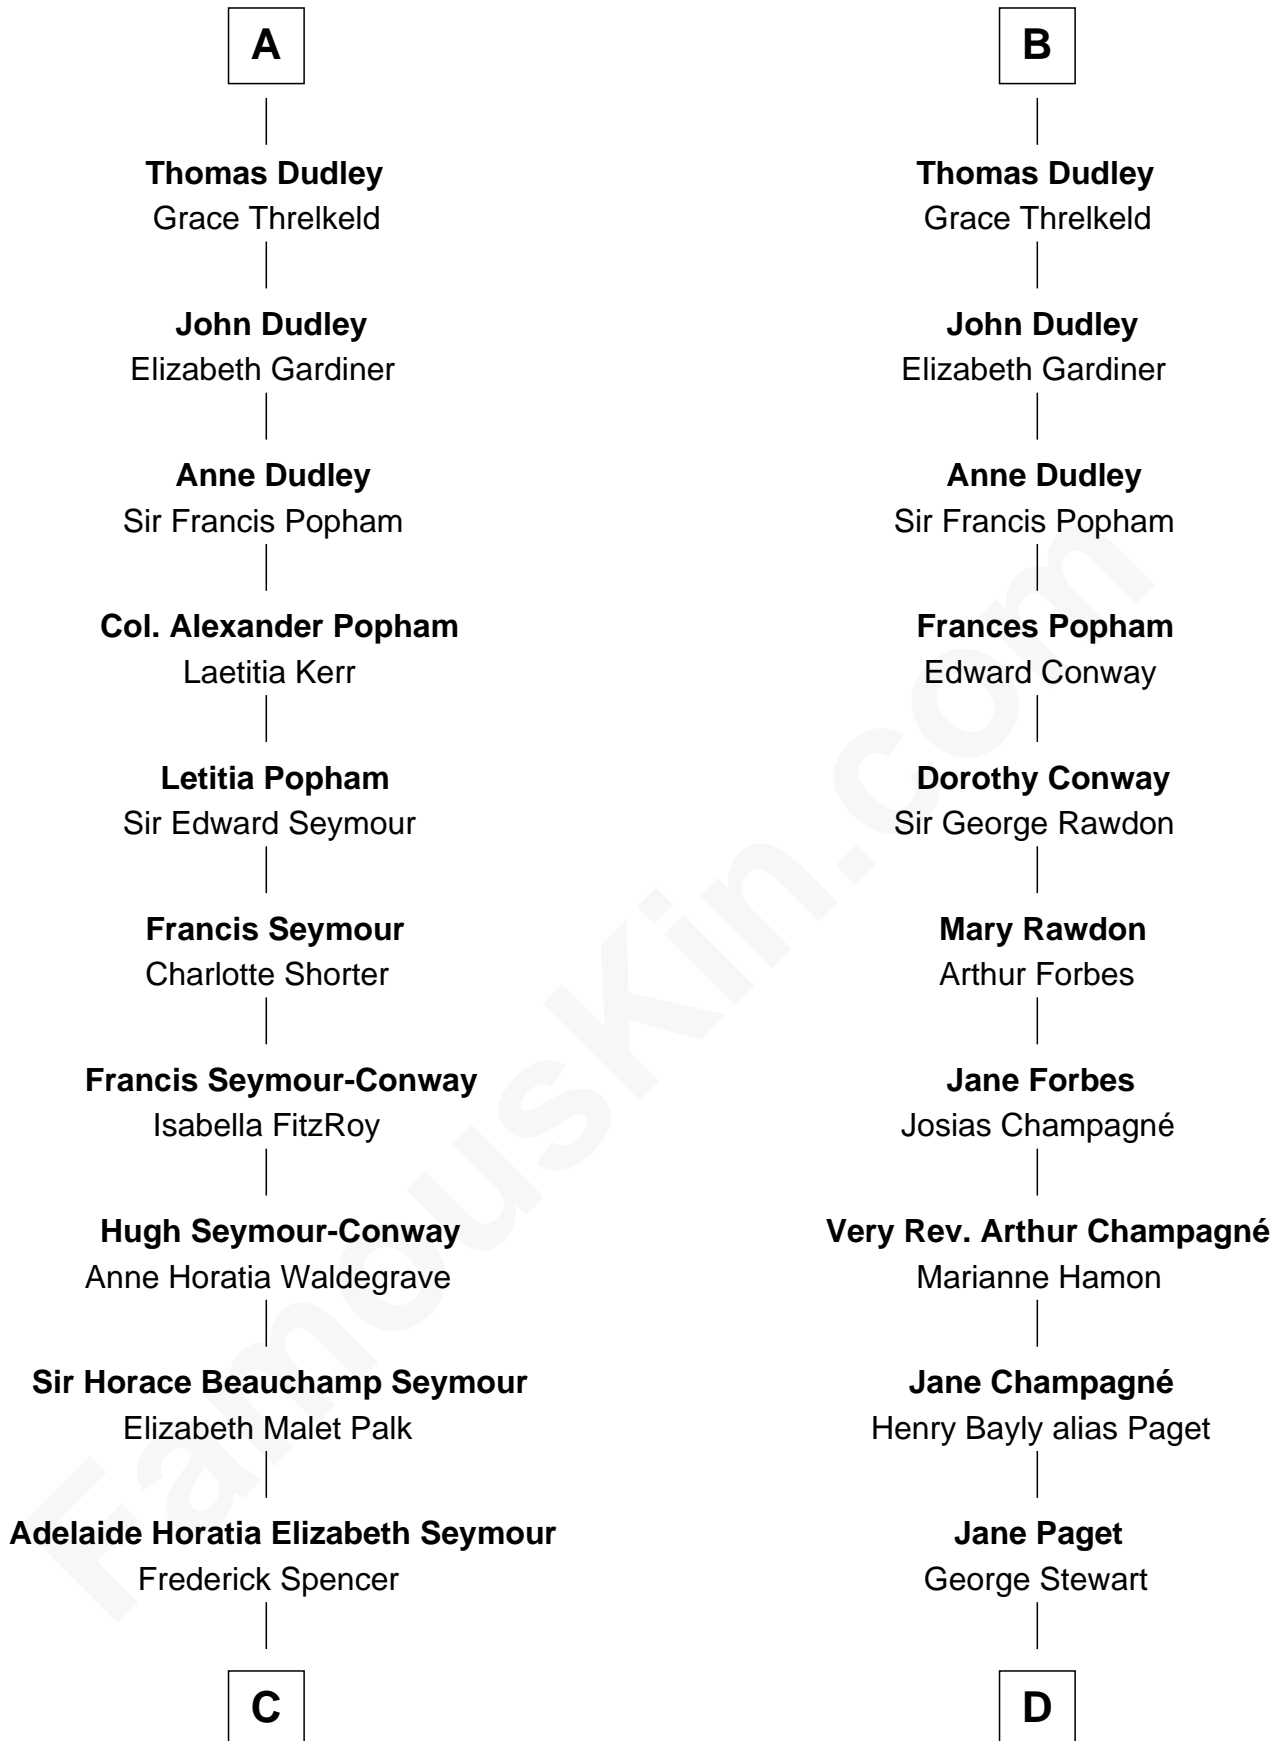 A
Thomas Dudley
Grace Threlkeld
John Dudley
Elizabeth Gardiner
Anne Dudley
Sir Francis Popham
Col. Alexander Popham
Laetitia Kerr
Letitia Popham
Sir Edward Seymour
Francis Seymour
Charlotte Shorter
Francis Seymour-Conway
Isabella FitzRoy
Hugh Seymour-Conway
Anne Horatia Waldegrave
Sir Horace Beauchamp Seymour
Elizabeth Malet Palk
Adelaide Horatia Elizabeth Seymour
Frederick Spencer
C
B
Thomas Dudley
Grace Threlkeld
John Dudley
Elizabeth Gardiner
Anne Dudley
Sir Francis Popham
Frances Popham
Edward Conway
Dorothy Conway
Sir George Rawdon
Mary Rawdon
Arthur Forbes
Jane Forbes
Josias Champagné
Very Rev. Arthur Champagné
Marianne Hamon
Jane Champagné
Henry Bayly alias Paget
Jane Paget
George Stewart
D
FamousKin.com